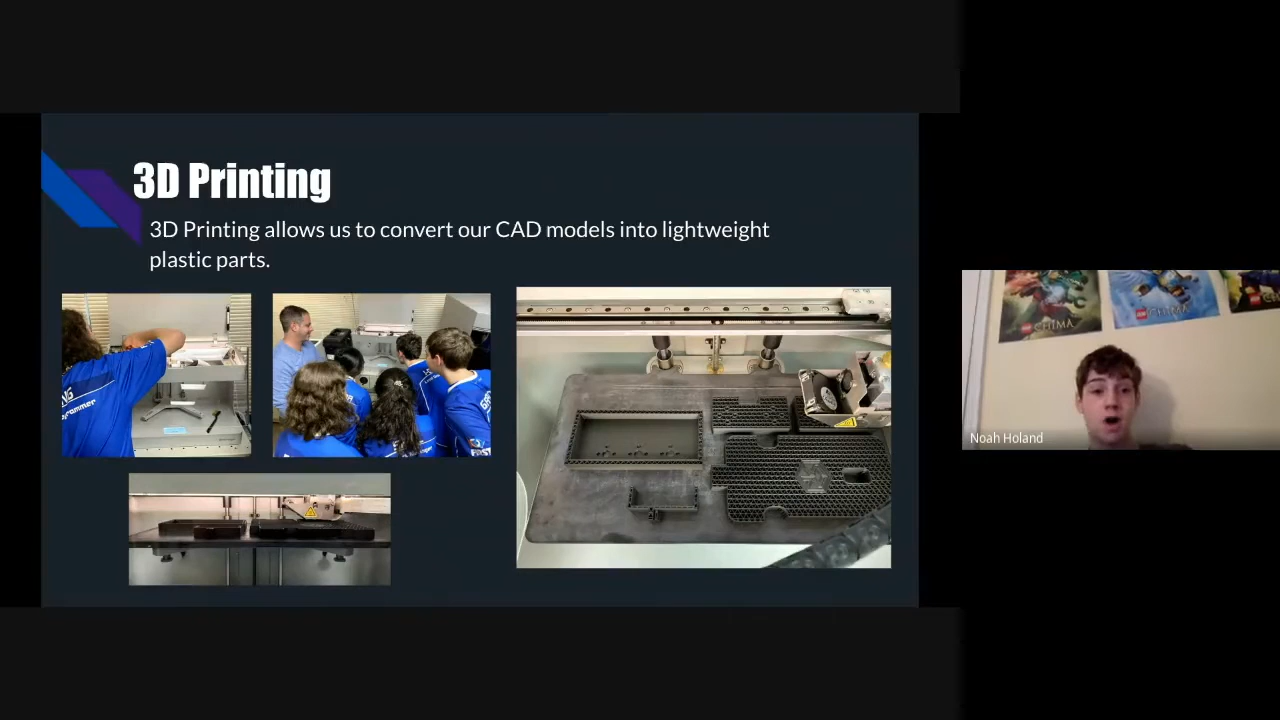 3D Printing
3D Printing allows us to convert our CAD models into lightweight
plastic parts.
CHIMA
CHIMA
Noah Holand